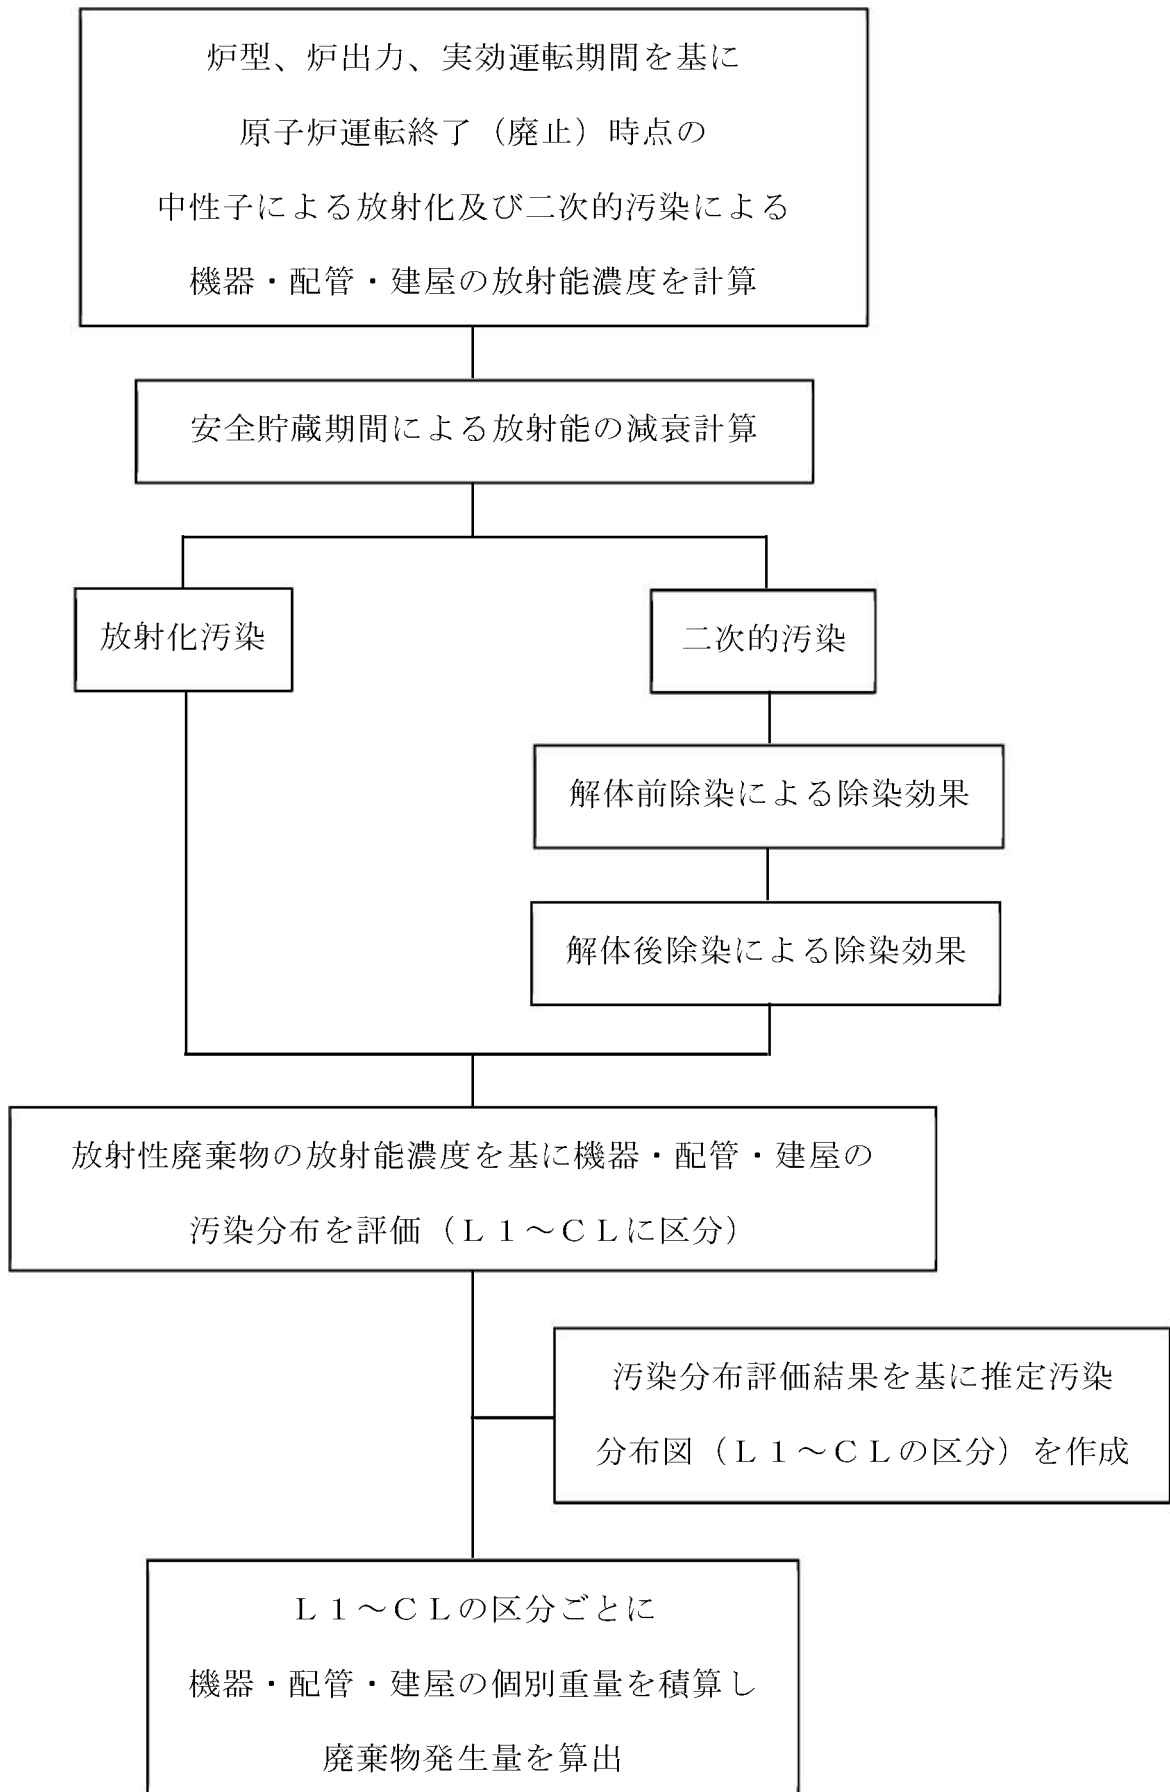 炉型、炉出力、実効運転期間を基に
原子炉運転終了（廃止）時点の
中性子による放射化及び二次的汚染による
機器・配管・建屋の放射能濃度を計算
安全貯蔵期間による放射能の減衰計算
放射化汚染
二次的汚染
解体前除染による除染効果
解体後除染による除染効果
放射性廃棄物の放射能濃度を基に機器・配管・建屋の
汚染分布を評価（Ｌ１～ＣＬに区分）
汚染分布評価結果を基に推定汚染
分布図（Ｌ１～ＣＬの区分）を作成
Ｌ１～ＣＬの区分ごとに
機器・配管・建屋の個別重量を積算し
廃棄物発生量を算出